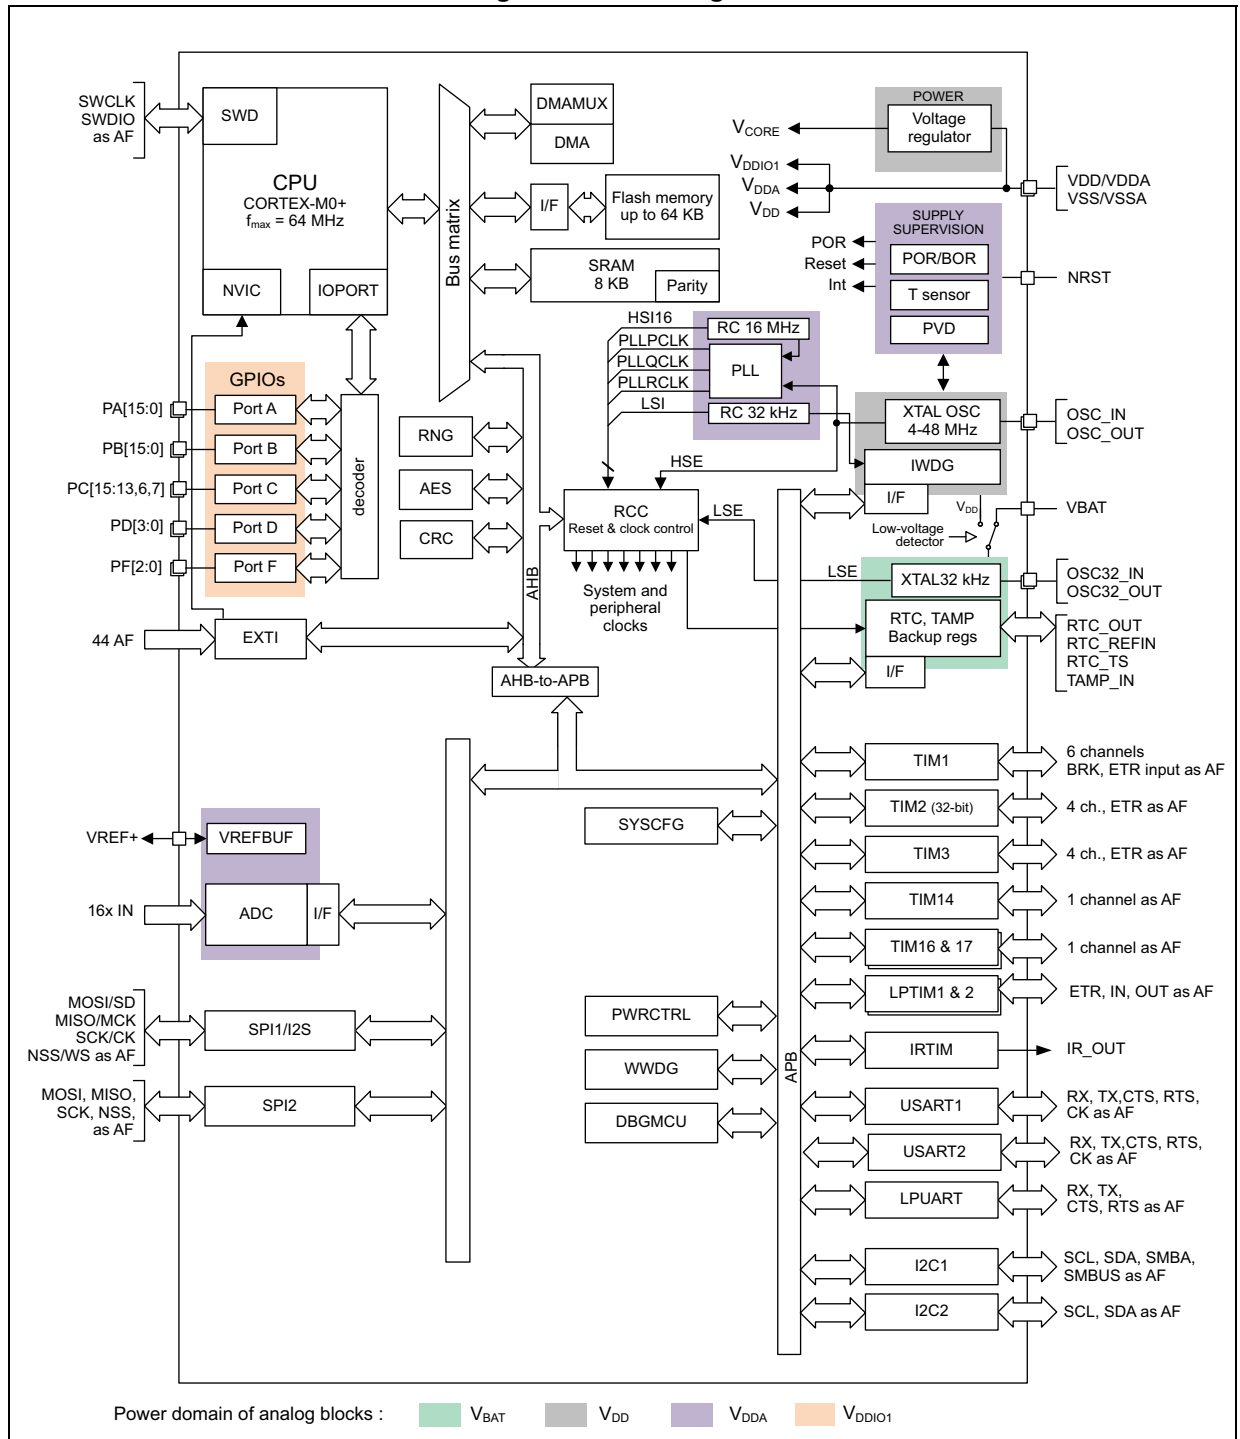 SWCLK
SWDIO
as AF
SWD
CPU
CORTEX-M0+
fmax = 64 MHz
NVIC
IOPORT
Bus matrix
DMAMUX
DMA
I/F
Flash memory
up to 64 KB
SRAM
8 KB
Parity
POWER
Voltage
regulator
VCORE
VDDIO1
VDDA
VDD
VDD/VDDA
VSS/VSSA
SUPPLY
SUPERVISION
POR
Reset
Int
POR/BOR
T sensor
PVD
NRST
HSI16
PLLPCLK
PLLQCLK
PLLRCLK
LSI
RC 16 MHz
PLL
RC 32 kHz
GPIOs
PA[15:0]
Port A
PB[15:0]
Port B
PC[15:13,6,7]
Port C
PD[3:0]
Port D
PF[2:0]
Port F
decoder
RNG
AES
CRC
AHB
HSE
RCC
Reset & clock control
LSE
System and
peripheral
clocks
XTAL OSC
4-48 MHz
OSC_IN
OSC_OUT
IWDG
I/F
VDD
Low-voltage
detector
VBAT
LSE
XTAL32 kHz
OSC32_IN
OSC32_OUT
RTC, TAMP
Backup regs
I/F
RTC_OUT
RTC_REFIN
RTC_TS
TAMP_IN
44 AF
EXTI
AHB-to-APB
VREF+
VREFBUF
16x IN
ADC
I/F
MOSI/SD
MISO/MCK
SCK/CK
NSS/WS as AF
SPI1/I2S
MOSI, MISO,
SCK, NSS,
as AF
SPI2
SYSCFG
PWRCTRL
WWDG
DBGMCU
APB
TIM1
6 channels
BRK, ETR input as AF
TIM2 (32-bit)
4 ch., ETR as AF
TIM3
4 ch., ETR as AF
TIM14
1 channel as AF
TIM16 & 17
1 channel as AF
LPTIM1 & 2
ETR, IN, OUT as AF
IRTIM
IR_OUT
USART1
RX, TX,CTS, RTS,
CK as AF
USART2
RX, TX,CTS, RTS,
CK as AF
LPUART
RX, TX,
CTS, RTS as AF
I2C1
SCL, SDA, SMBA,
SMBUS as AF
I2C2
SCL, SDA as AF
Power domain of analog blocks :
VBAT
VDD
VDDA
VDDIO1